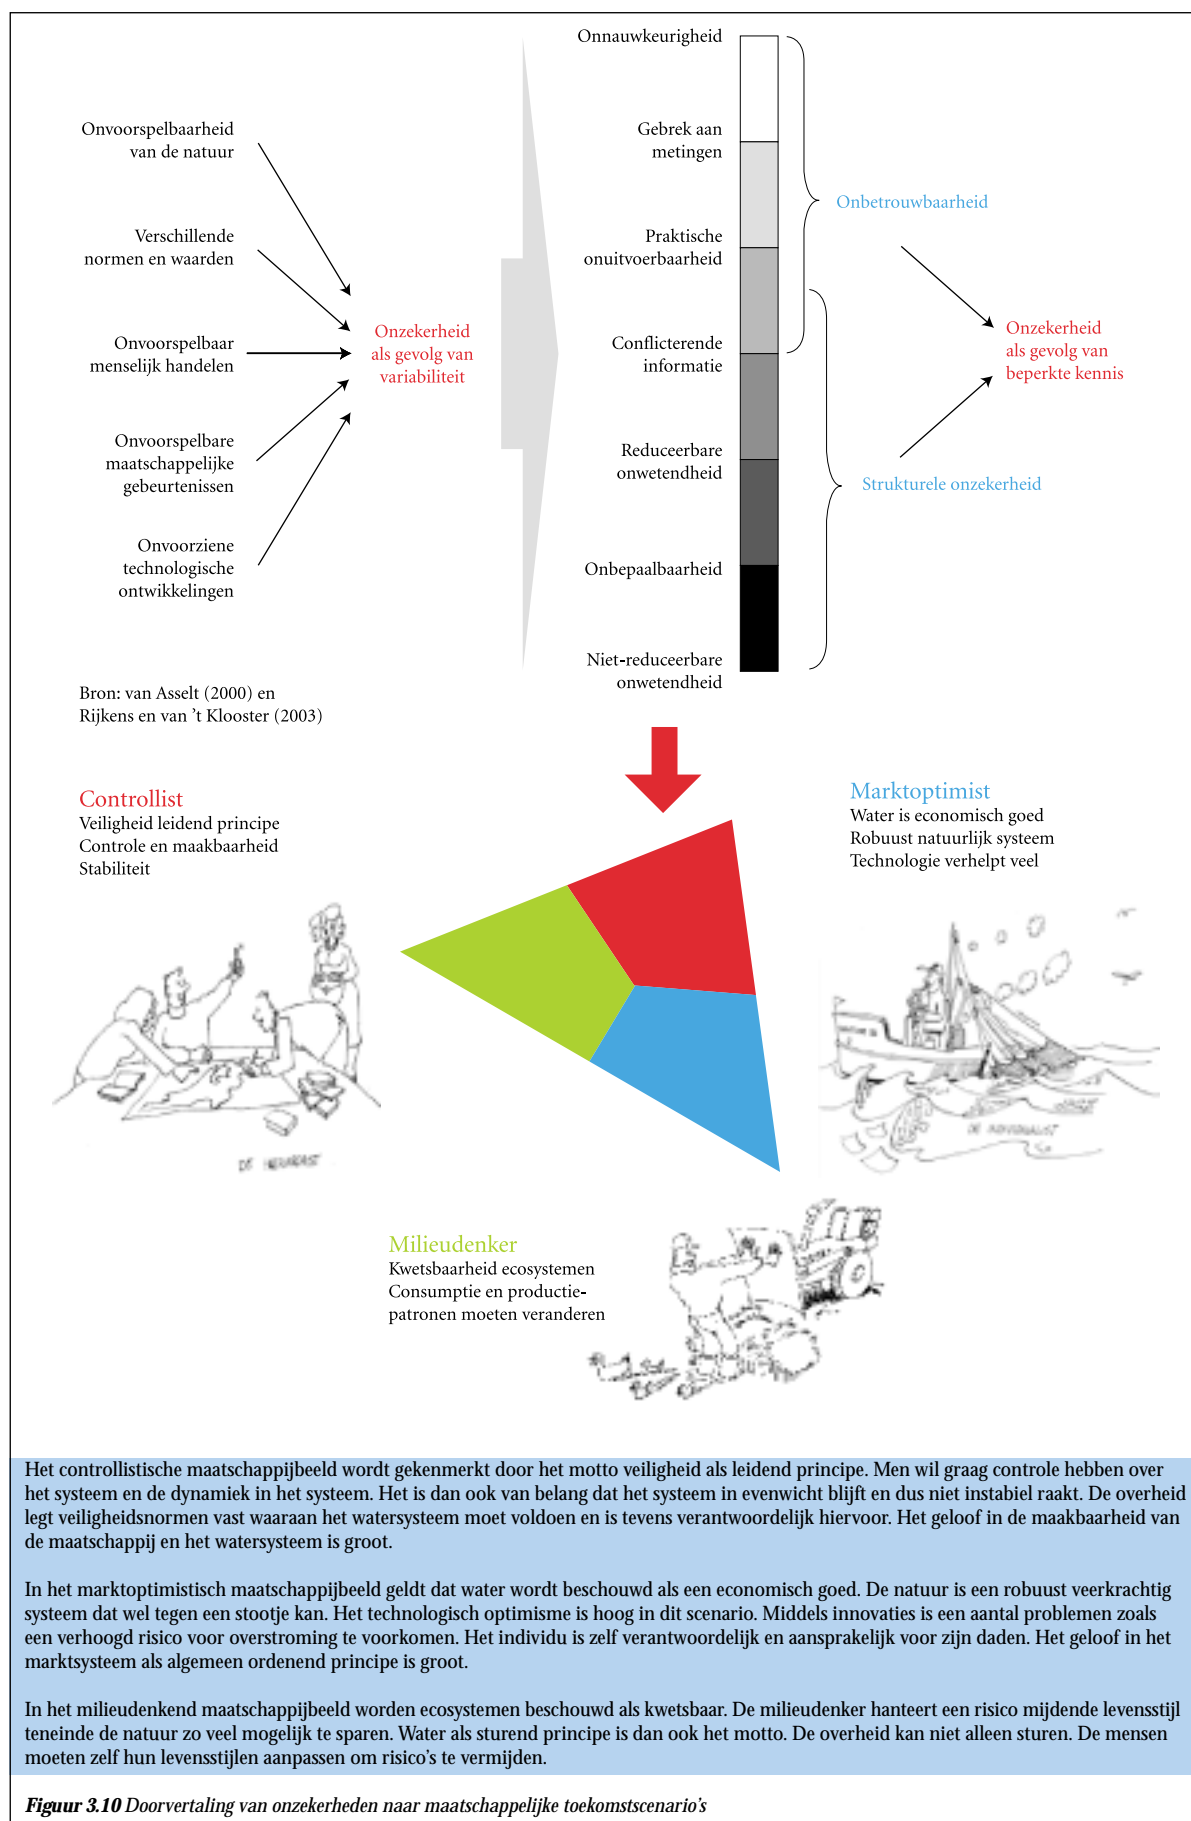 Onvoorspelbaarheid
van de natuur
Verschillende
normen en waarden
Onvoorspelbaar
menselijk handelen
Onvoorspelbare
maatschappelijke
gebeurtenissen
Onvoorziene
technologische
ontwikkelingen
Onzekerheid
als gevolg van
variabiliteit
Onnauwkeurigheid
Gebrek aan
metingen
Praktische
onuitvoerbaarheid
Conflicterende
informatie
Reduceerbare
onwetendheid
Onbepaalbaarheid
Niet-reduceerbare
onwetendheid
Onbetrouwbaarheid
Strukturele onzekerheid
Onzekerheid
als gevolg van
beperkte kennis
Bron: van Asselt (2000) en
Rijkens en van ’t Klooster (2003)
Controllist
Veiligheid leidend principe
Controle en maakbaarheid
Stabiliteit
Marktoptimist
Water is economisch goed
Robuust natuurlijk systeem
Technologie verhelpt veel
DE
DE
Milieudenker
Kwetsbaarheid ecosystemen
Consumptie en productie-
patronen moeten veranderen
Het controllistische maatschappijbeeld wordt gekenmerkt door het motto veiligheid als leidend principe. Men wil graag controle hebben over
het systeem en de dynamiek in het systeem. Het is dan ook van belang dat het systeem in evenwicht blijft en dus niet instabiel raakt. De overheid
legt veiligheidsnormen vast waaraan het watersysteem moet voldoen en is tevens verantwoordelijk hiervoor. Het geloof in de maakbaarheid van
de maatschappij en het watersysteem is groot.
In het marktoptimistisch maatschappijbeeld geldt dat water wordt beschouwd als een economisch goed. De natuur is een robuust veerkrachtig
systeem dat wel tegen een stootje kan. Het technologisch optimisme is hoog in dit scenario. Middels innovaties is een aantal problemen zoals
een verhoogd risico voor overstroming te voorkomen. Het individu is zelf verantwoordelijk en aansprakelijk voor zijn daden. Het geloof in het
marktsysteem als algemeen ordenend principe is groot.
In het milieudenkend maatschappijbeeld worden ecosystemen beschouwd als kwetsbaar. De milieudenker hanteert een risico mijdende levensstijl
teneinde de natuur zo veel mogelijk te sparen. Water als sturend principe is dan ook het motto. De overheid kan niet alleen sturen. De mensen
moeten zelf hun levensstijlen aanpassen om risico’s te vermijden.
Figuur 3.10 Doorvertaling van onzekerheden naar maatschappelijke toekomstscenario’s